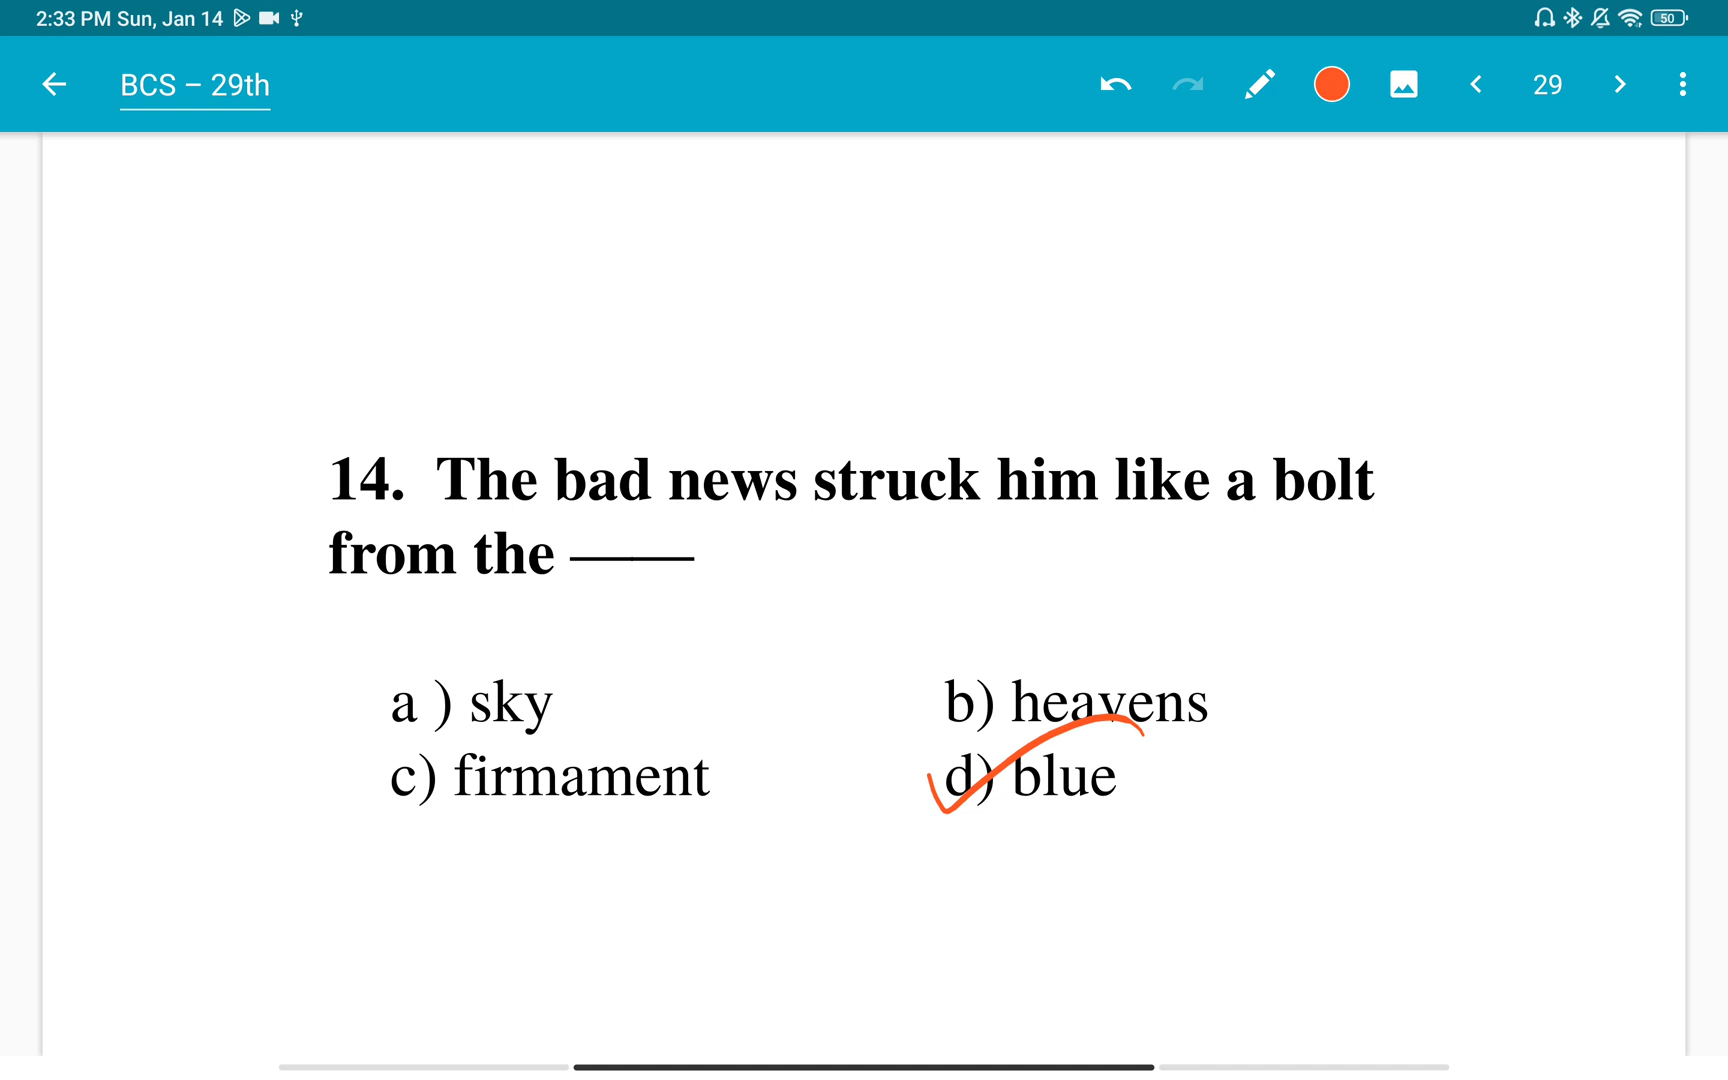 2:33 PM Sun, Jan 14 50
BCS – 29th 29
14. The bad news struck him like a bolt
from the ——
a ) sky b) heavens
c) firmament d) blue